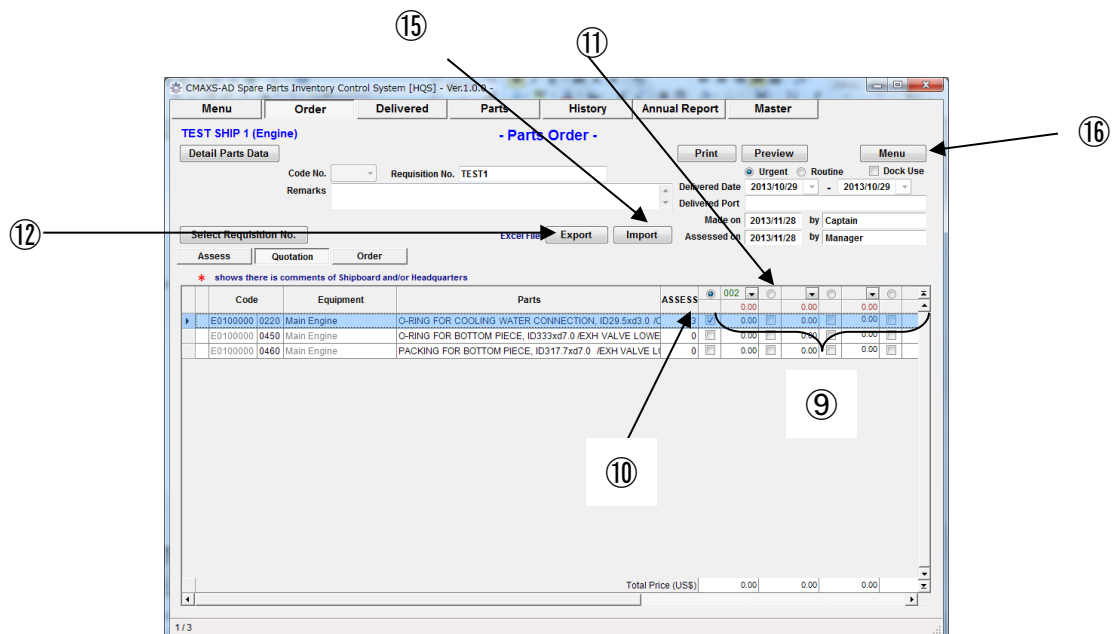 ⑮ ⑪
CMAXS-AD Spare Parts Inventory Control System [HQS] - Ver.1.0.0 -
Menu Order Delivered Parts History Annual Report Master
TEST SHIP 1 (Engine) - Parts Order - ⑯
Detail Parts Data Print Preview Menu
Code No. Requisition No. TEST1 Urgent Routine Dock Use
Remarks Delivered Date 2013/10/29 - 2013/10/29
Delivered Port
Made on 2013/11/28 by Captain
⑫ Select Requisition No. Excel File Export Import Assessed on 2013/11/28 by Manager
Assess Quotation Order
* shows there is comments of Shipboard and/or Headquarters
Code Equipment Parts ASSESS 002
0.00 0.00 0.00
E0100000 0220 Main Engine O-RING FOR COOLING WATER CONNECTION, ID29.5xd3.0 /C 3 0.00 0.00 0.00
E0100000 0450 Main Engine O-RING FOR BOTTOM PIECE, ID333xd7.0 /EXH VALVE LOWE 0 0.00 0.00 0.00
E0100000 0460 Main Engine PACKING FOR BOTTOM PIECE, ID317.7xd7.0 /EXH VALVE L 0 0.00 0.00 0.00
⑨
⑩
Total Price (US$) 0.00 0.00 0.00
1 / 3